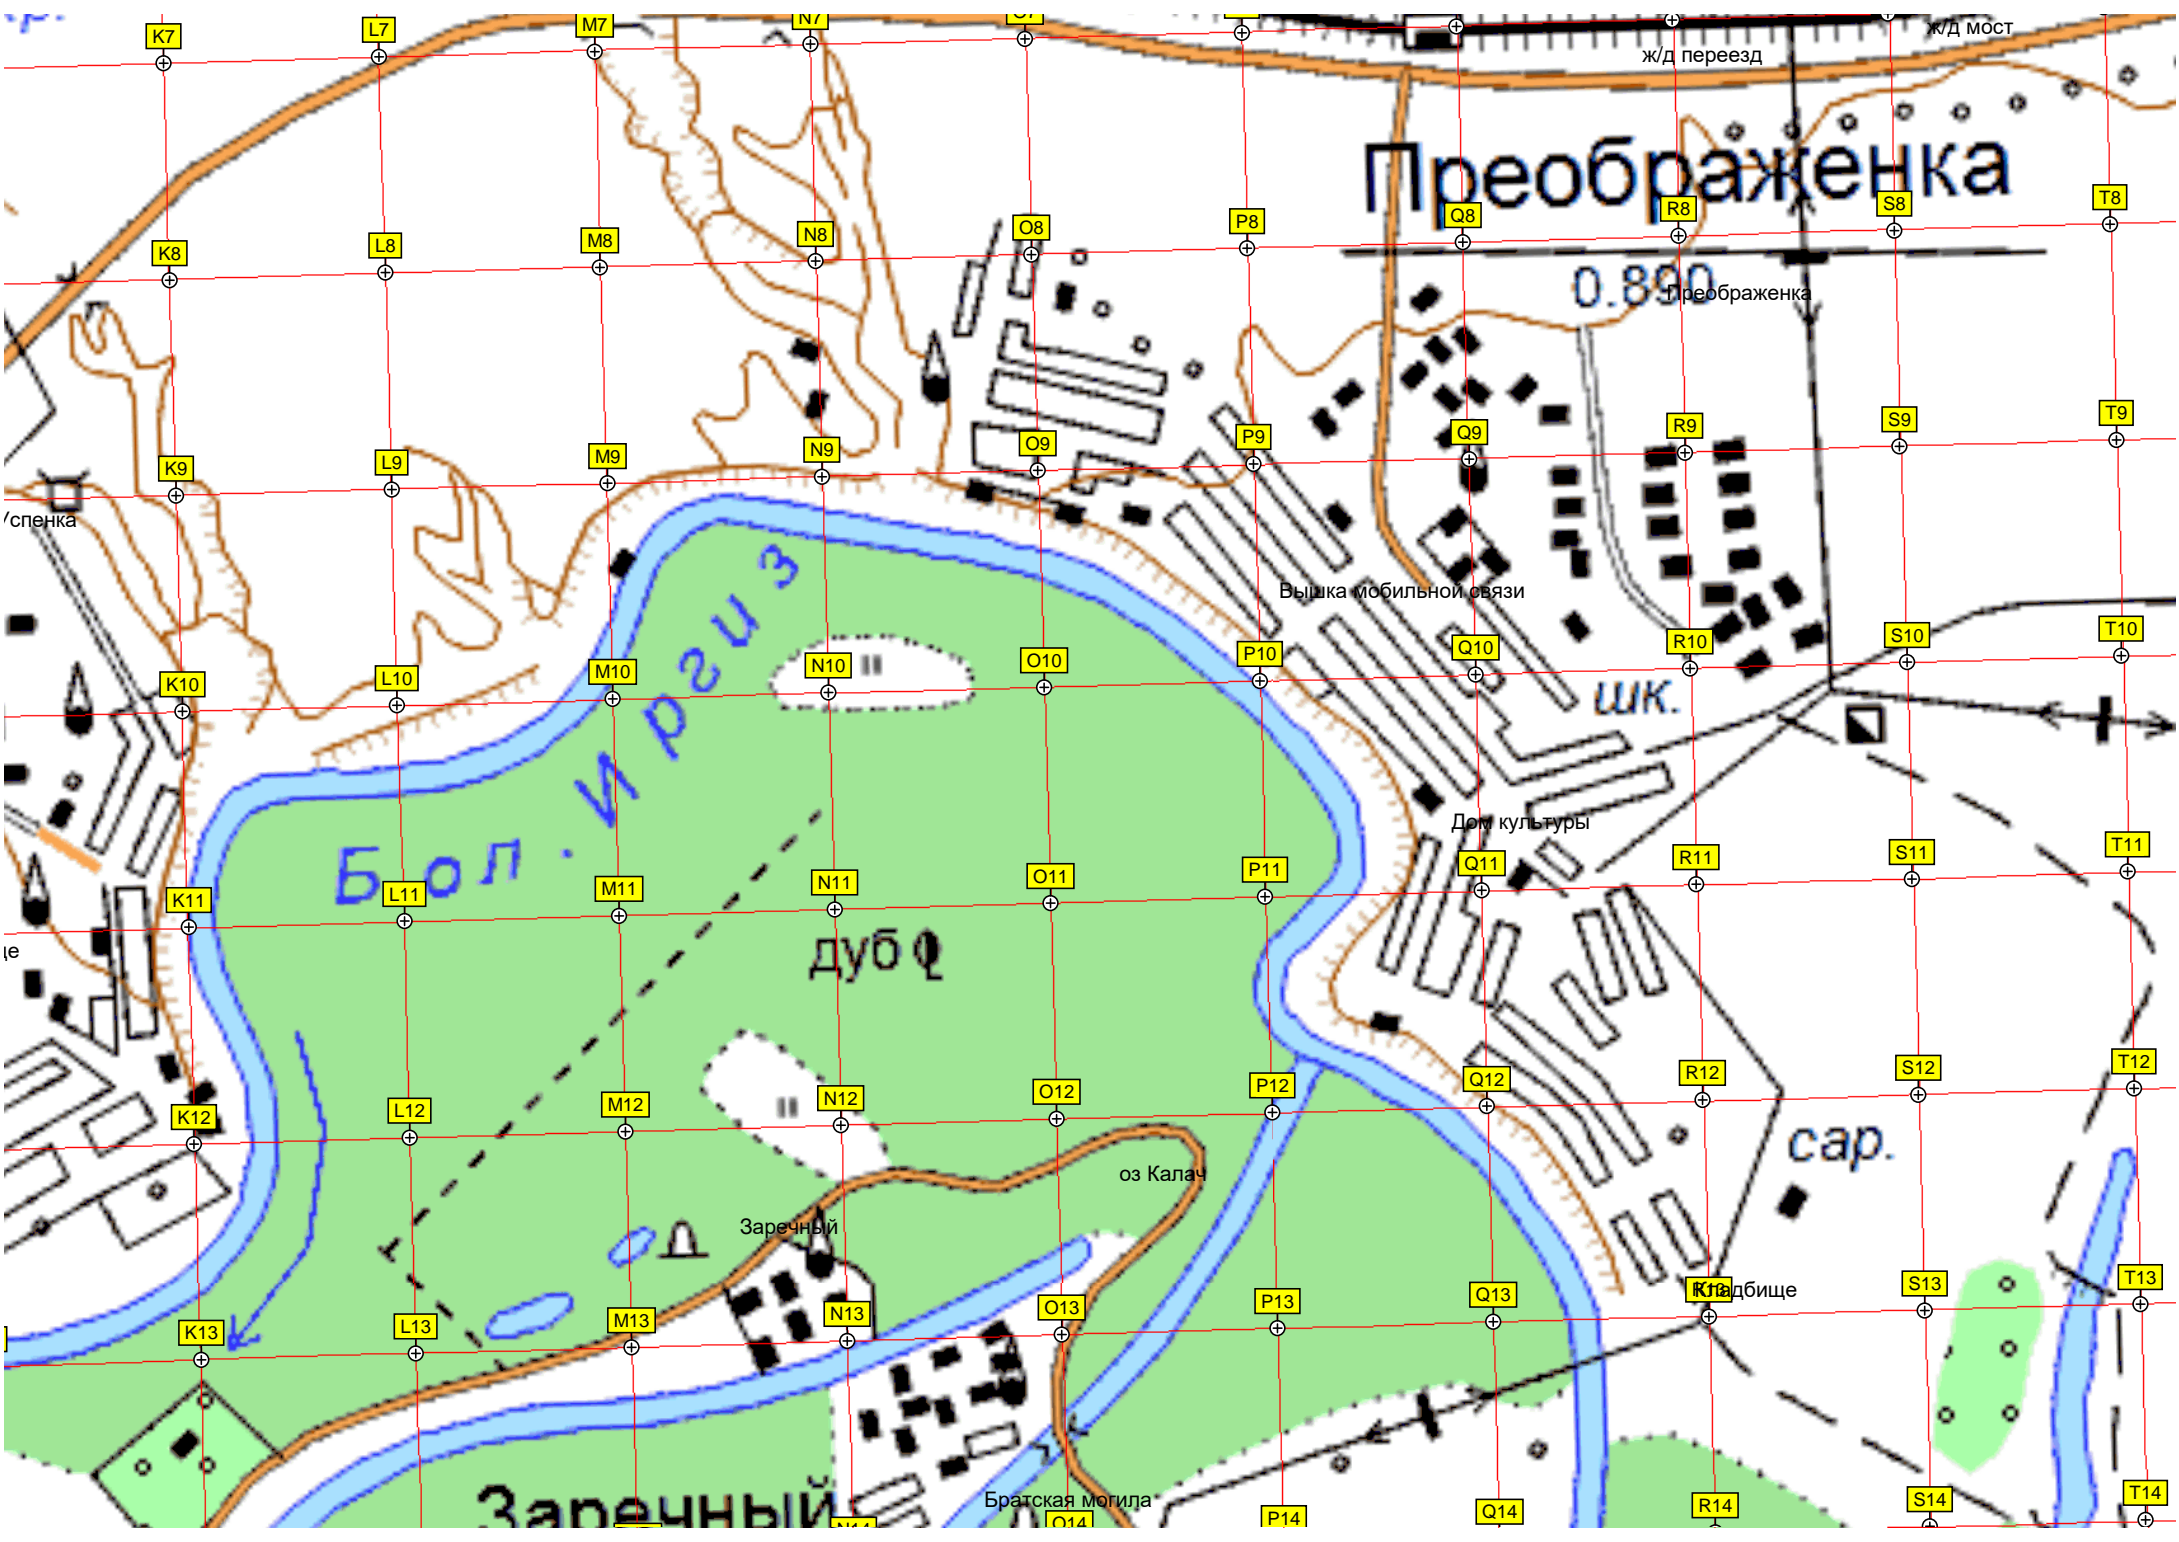 K7 L7 M7 N7 O7
ж/д мост
ж/д переезд
Преображенка
K8 L8 M8 N8 O8 P8 Q8 R8 S8 T8
0.890
Преображенка
K9 L9 M9 N9 O9 P9 Q9 R9 S9 T9
Вышка мобильной связи
Бол. Иргиз
K10 L10 M10 N10 O10 P10 Q10 R10 S10 T10
шк.
Дом культуры
K11 L11 M11 N11 O11 P11 Q11 R11 S11 T11
дуб
K12 L12 M12 N12 O12 P12 Q12 R12 S12 T12
сар.
оз Калач
Заречный
Кладбище
K13 L13 M13 N13 O13 P13 Q13 R13 S13 T13
Заречный
Братская могила
N14 O14 P14 Q14 R14 S14 T14